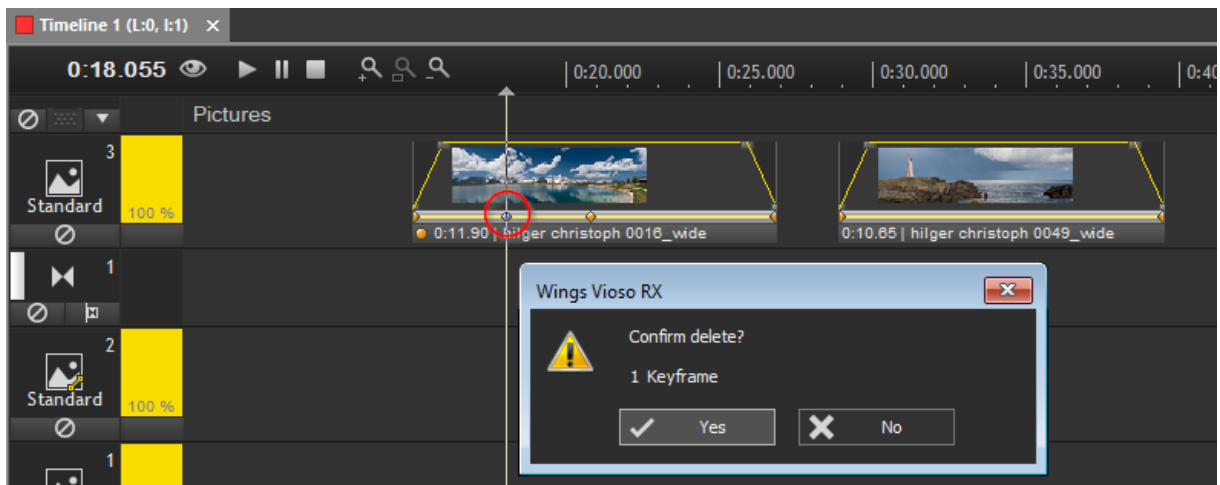 Timeline 1 (L:0, I:1)
0:18.055
0:20.000
0:25.000
0:30.000
0:35.000
0:40
Pictures
3
Standard
100 %
0:11.90 | hilger christoph 0016_wide
0:10.65 | hilger christoph 0049_wide
1
Wings Vioso RX
Confirm delete?
1 Keyframe
Yes
No
2
Standard
100 %
1